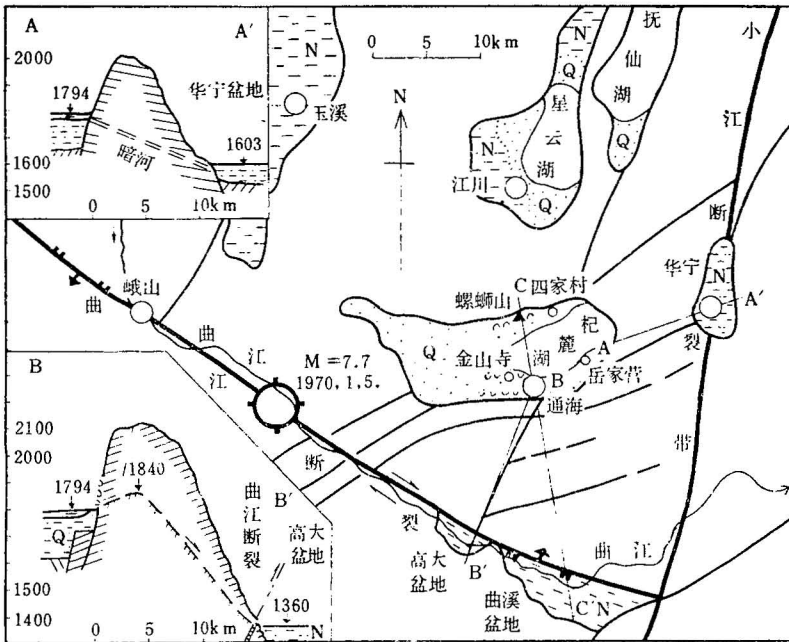 A
A′
2000
1794
华宁盆地
暗河
1603
1600
1500
0
5
10km
N
玉溪
0
5
10km
N
N
Q
抚
仙
湖
Q
星
云
湖
N
江川
Q
小
江
断
裂
带
华宁
N
A′
峨山
曲
江
曲
江
断
裂
M=7.7
1970,1.5.
C
四家村
螺蛳山
杞
麓
湖
Q
金山寺
A
岳家营
B
通海
B
2100
2000
/1840
1794
Q
1500
1400
0
5
10km
曲
江
断
裂
B′
高大
盆地
1360
N
高大
盆地
B′
曲溪
盆地
C′
N
曲
江